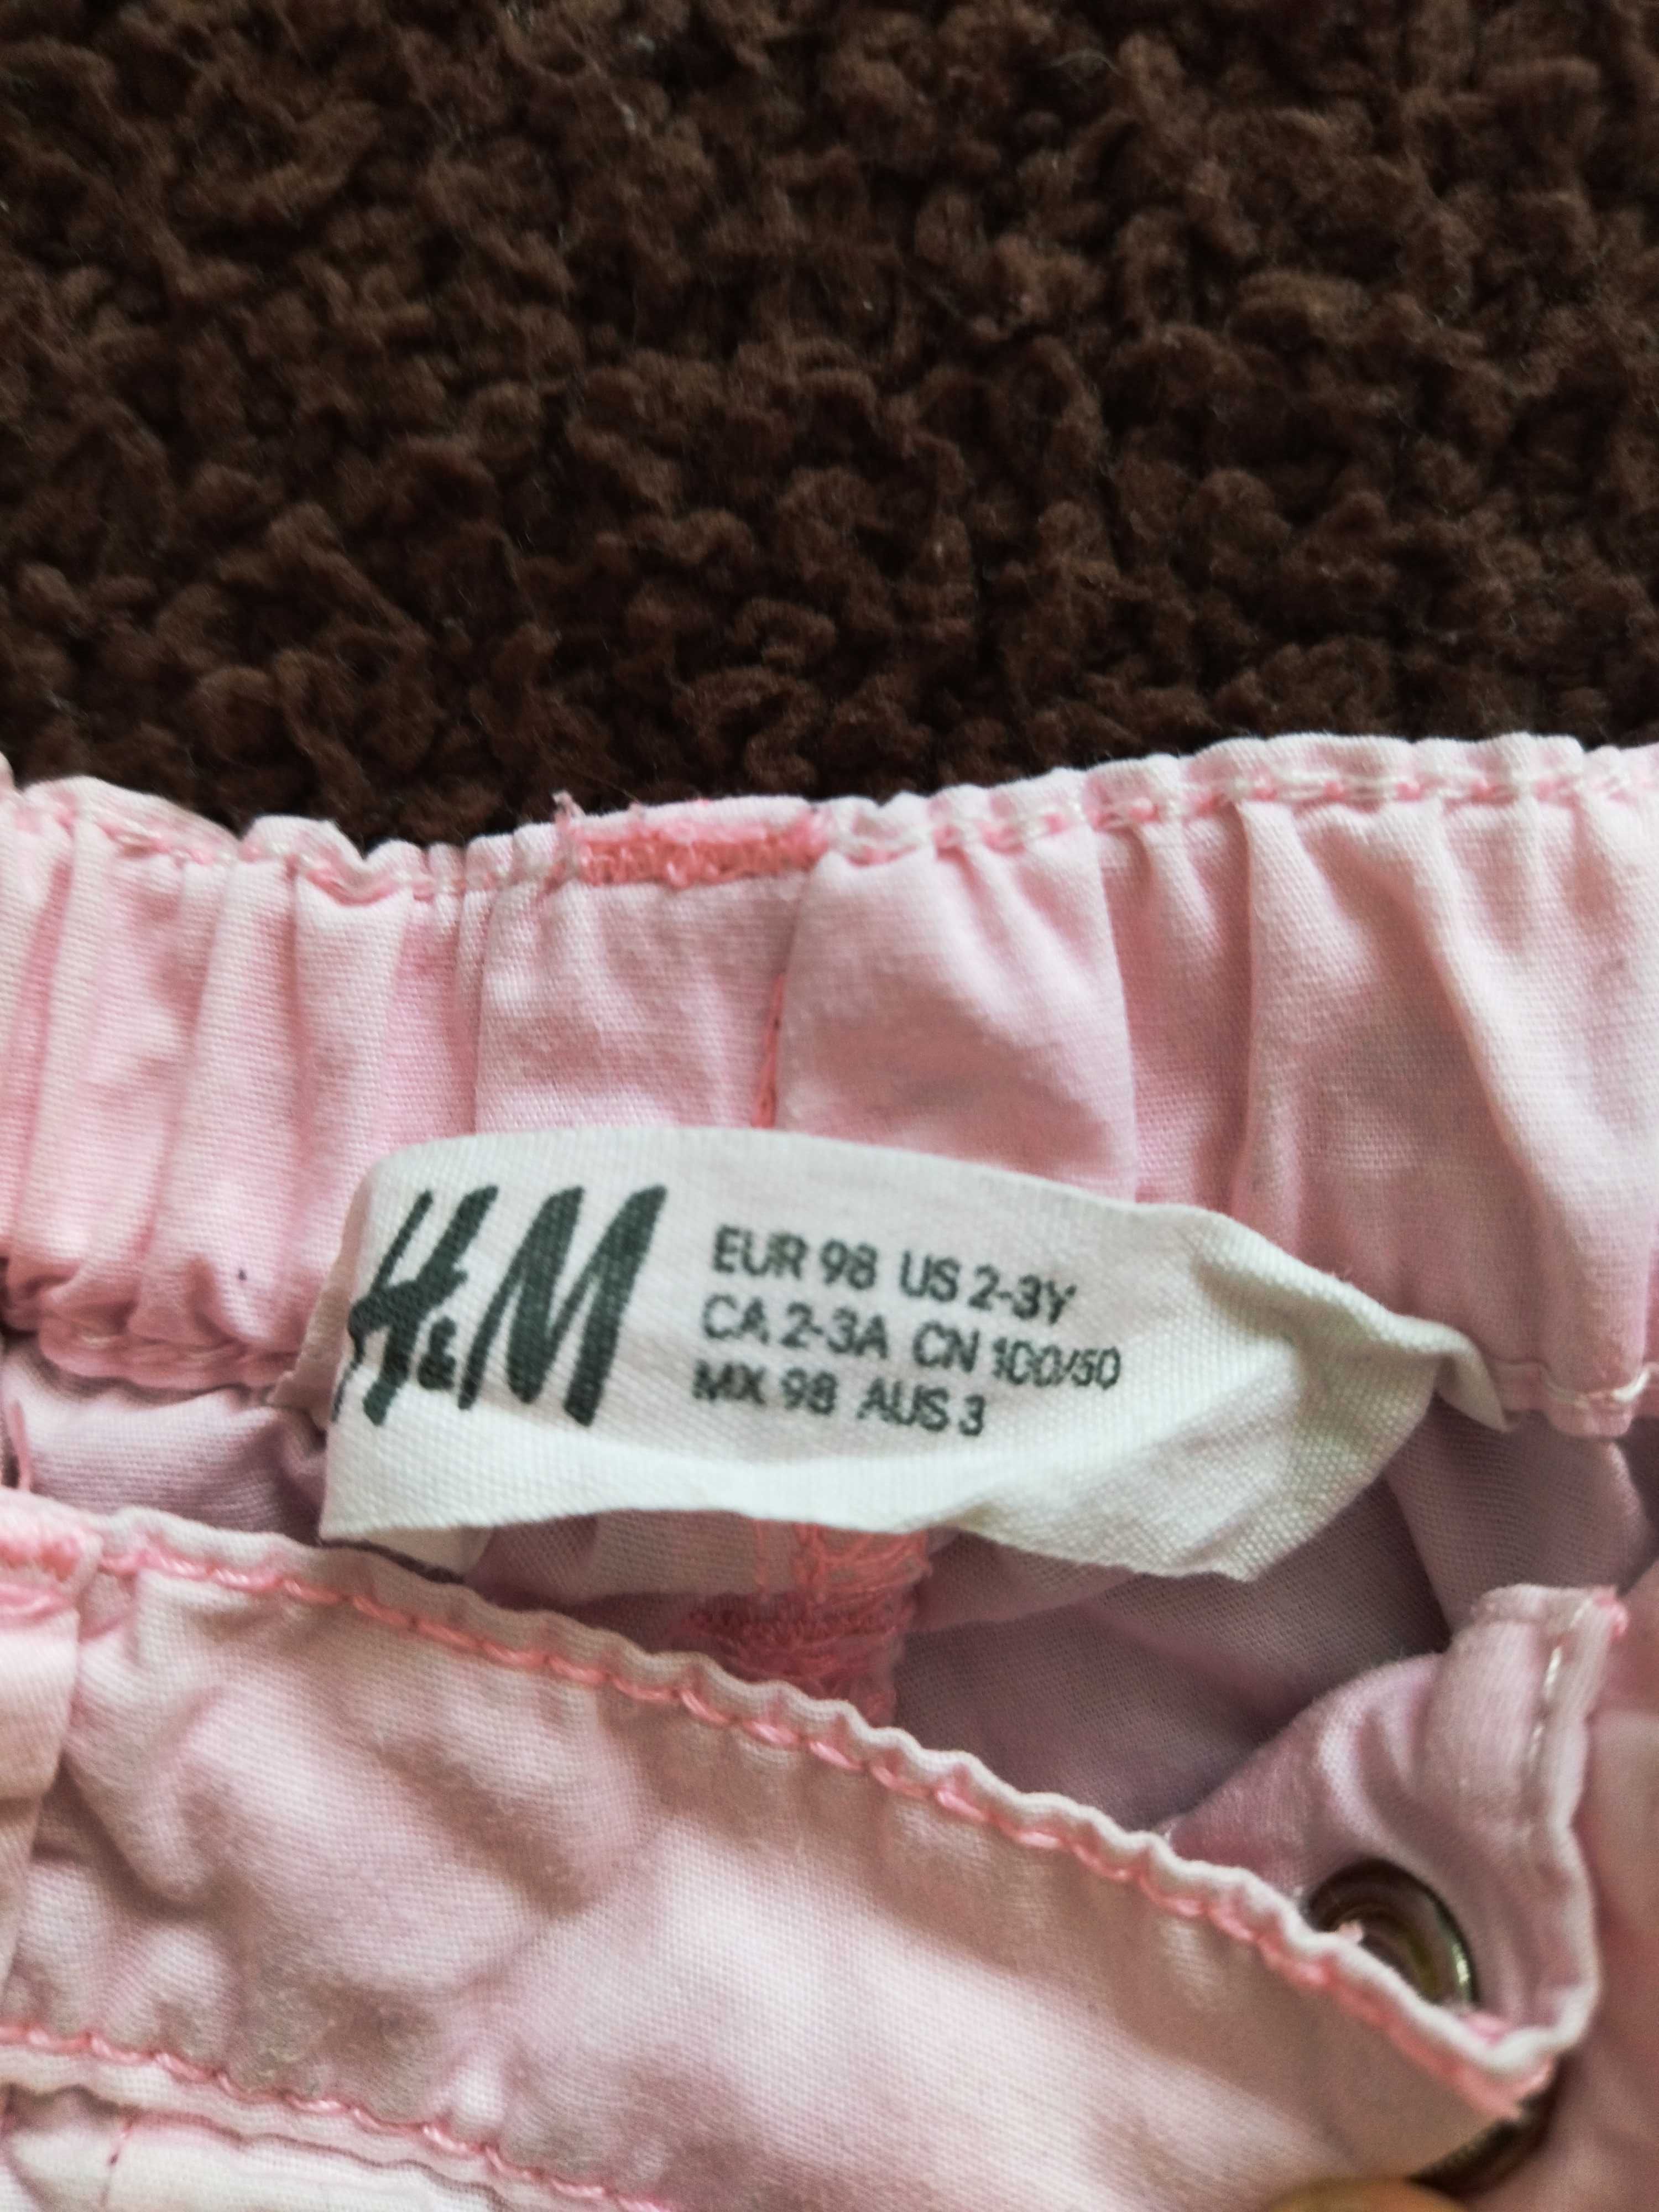 H&M
EUR 98 US 2-3Y
CA 2-3A CN 100/50
MX 98 AUS 3